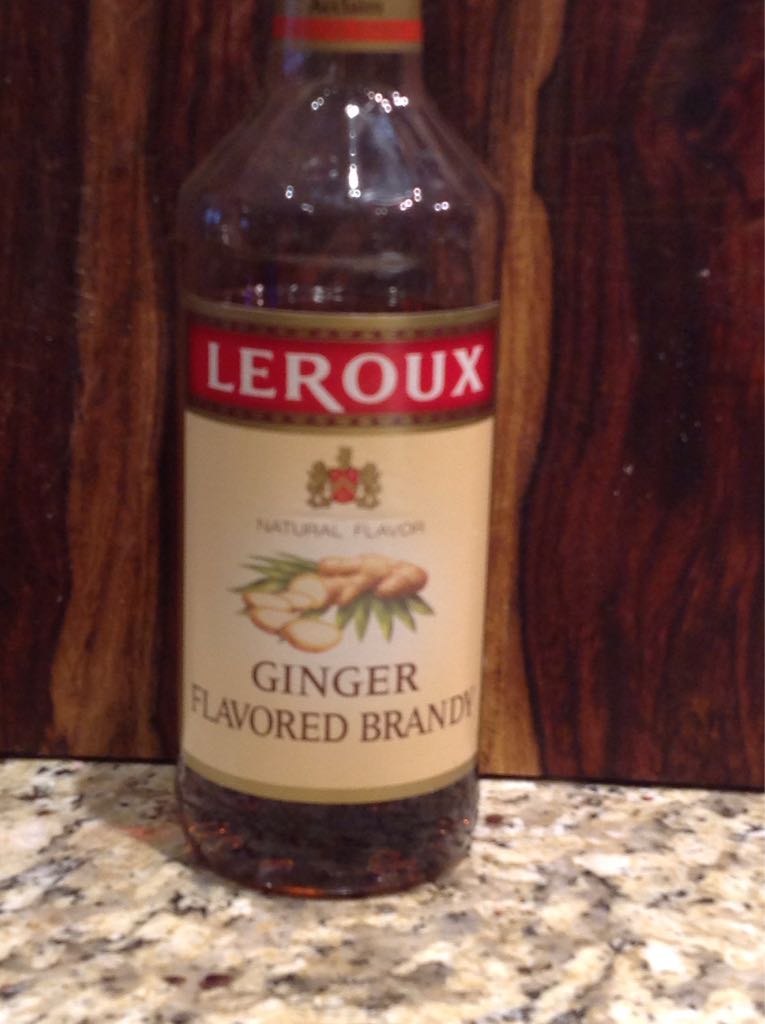 LEROUX
NATURAL FLAVOR
GINGER
FLAVORED BRANDY